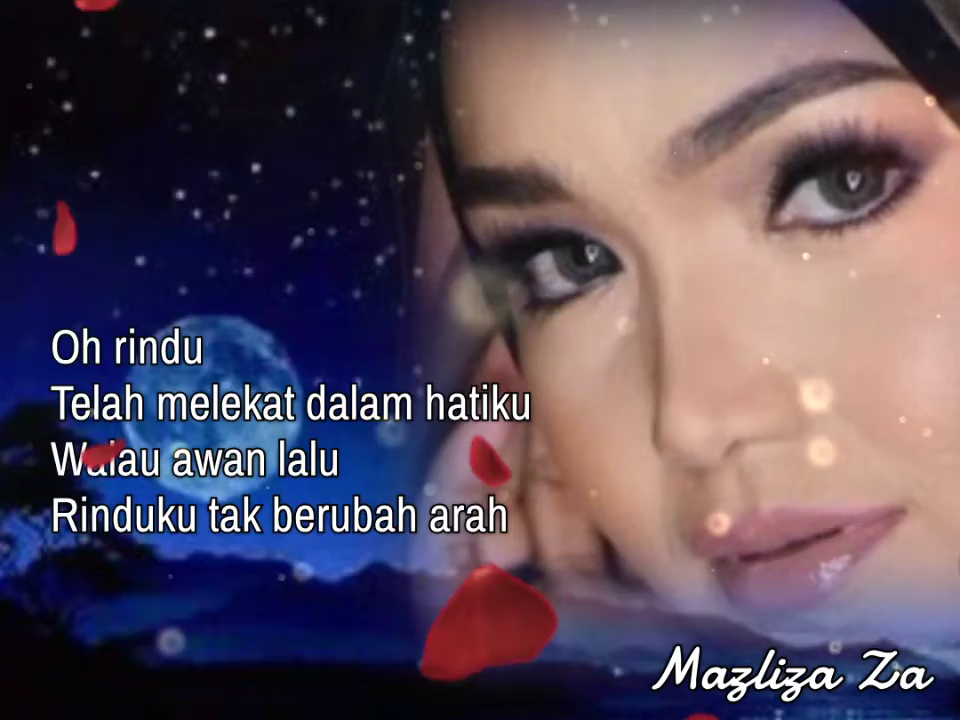 Oh rindu
Telah melekat dalam hatiku
Walau awan lalu
Rinduku tak berubah arah
Mazliza Za